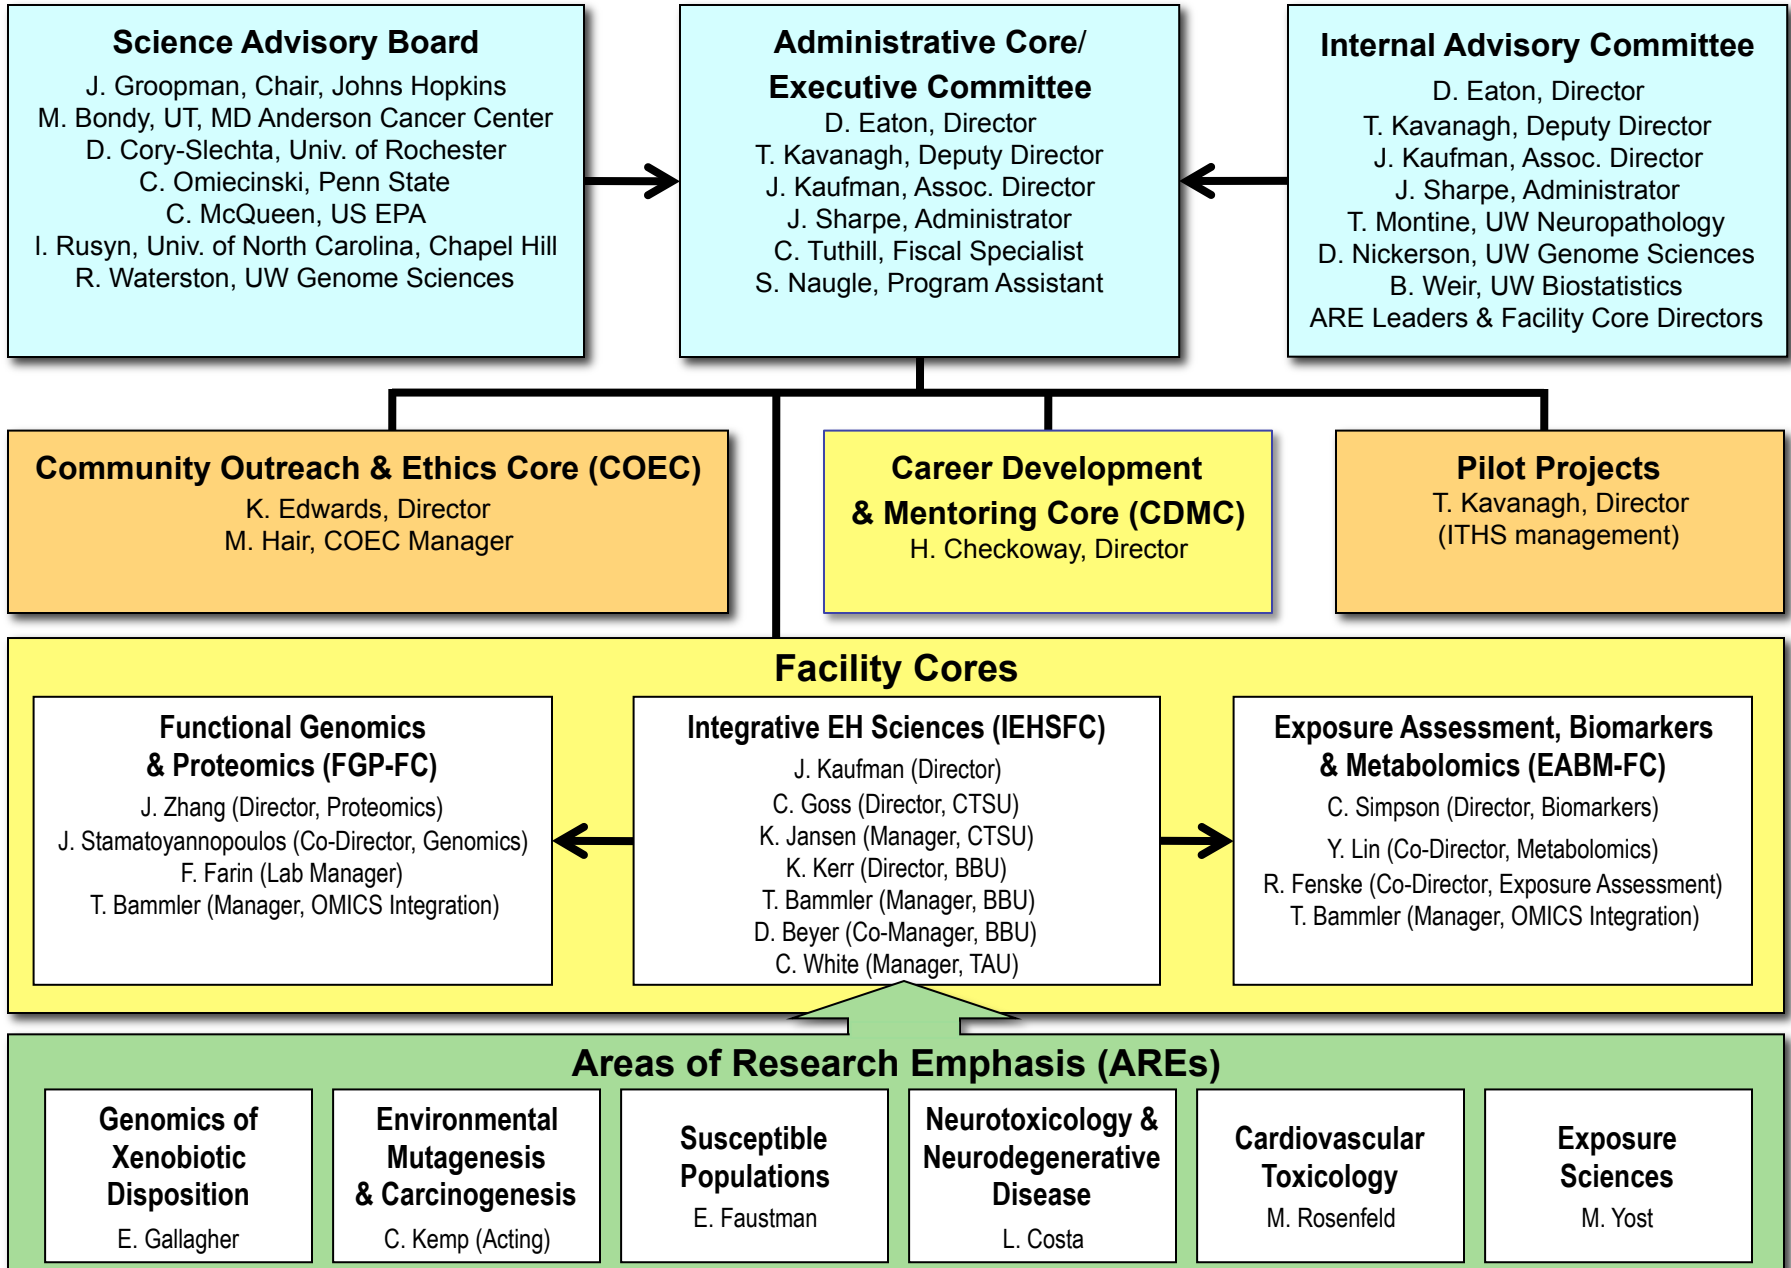 Science Advisory Board
J. Groopman, Chair, Johns Hopkins
M. Bondy, UT, MD Anderson Cancer Center
D. Cory-Slechta, Univ. of Rochester
C. Omiecinski, Penn State
C. McQueen, US EPA
I. Rusyn, Univ. of North Carolina, Chapel Hill
R. Waterston, UW Genome Sciences
Administrative Core/
Executive Committee
D. Eaton, Director
T. Kavanagh, Deputy Director
J. Kaufman, Assoc. Director
J. Sharpe, Administrator
C. Tuthill, Fiscal Specialist
S. Naugle, Program Assistant
Internal Advisory Committee
D. Eaton, Director
T. Kavanagh, Deputy Director
J. Kaufman, Assoc. Director
J. Sharpe, Administrator
T. Montine, UW Neuropathology
D. Nickerson, UW Genome Sciences
B. Weir, UW Biostatistics
ARE Leaders & Facility Core Directors
Community Outreach & Ethics Core (COEC)
K. Edwards, Director
M. Hair, COEC Manager
Career Development
& Mentoring Core (CDMC)
H. Checkoway, Director
Pilot Projects
T. Kavanagh, Director
(ITHS management)
Facility Cores
Functional Genomics
& Proteomics (FGP-FC)
J. Zhang (Director, Proteomics)
J. Stamatoyannopoulos (Co-Director, Genomics)
F. Farin (Lab Manager)
T. Bammler (Manager, OMICS Integration)
Integrative EH Sciences (IEHSFC)
J. Kaufman (Director)
C. Goss (Director, CTSU)
K. Jansen (Manager, CTSU)
K. Kerr (Director, BBU)
T. Bammler (Manager, BBU)
D. Beyer (Co-Manager, BBU)
C. White (Manager, TAU)
Exposure Assessment, Biomarkers
& Metabolomics (EABM-FC)
C. Simpson (Director, Biomarkers)
Y. Lin (Co-Director, Metabolomics)
R. Fenske (Co-Director, Exposure Assessment)
T. Bammler (Manager, OMICS Integration)
Areas of Research Emphasis (AREs)
Genomics of
Xenobiotic
Disposition
E. Gallagher
Environmental
Mutagenesis
& Carcinogenesis
C. Kemp (Acting)
Susceptible
Populations
E. Faustman
Neurotoxicology &
Neurodegenerative
Disease
L. Costa
Cardiovascular
Toxicology
M. Rosenfeld
Exposure
Sciences
M. Yost